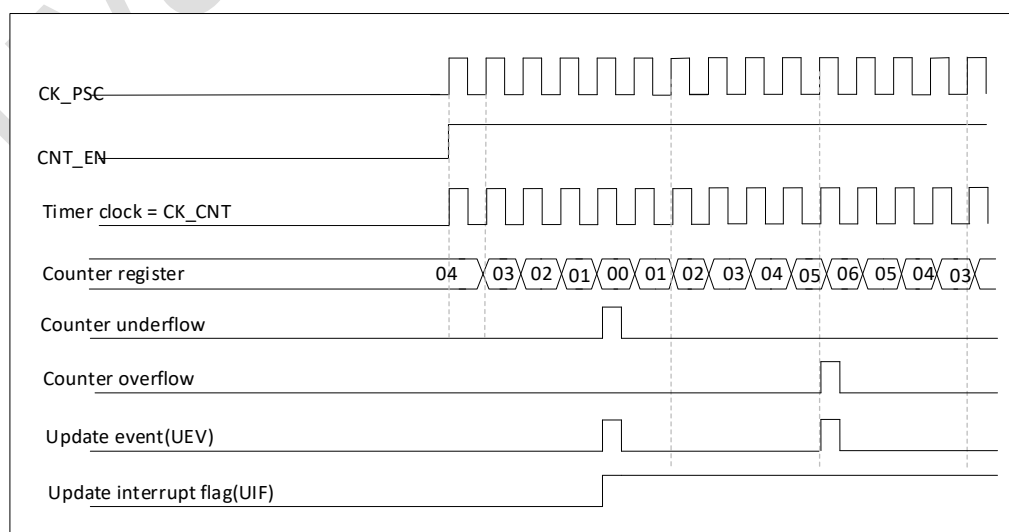 CK_PSC
CNT_EN
Timer clock = CK_CNT
Counter register 04 03 02 01 00 01 02 03 04 05 06 05 04 03
Counter underflow
Counter overflow
Update event(UEV)
Update interrupt flag(UIF)